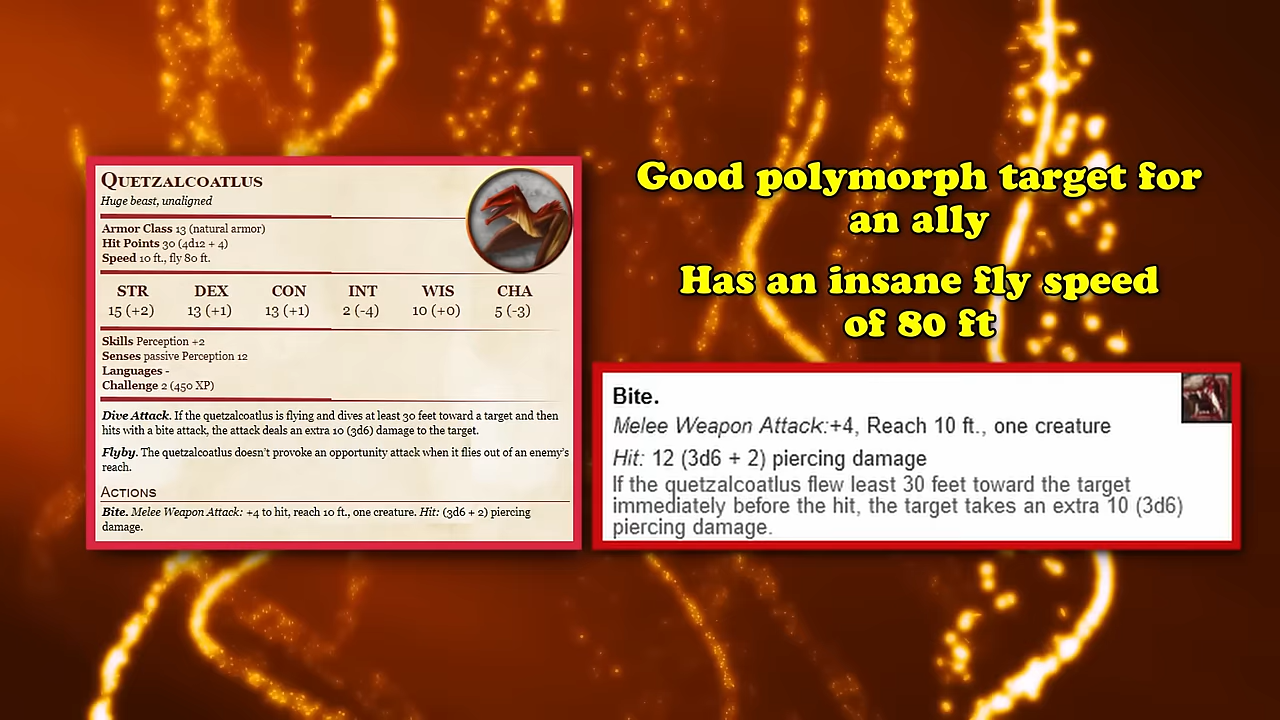 QUETZALCOATLUS
Huge beast, unaligned
Armor Class 13 (natural armor)
Hit Points 30 (4d12 + 4)
Speed 10 ft., fly 80 ft.
STR DEX CON INT WIS CHA
15 (+2) 13 (+1) 13 (+1) 2 (-4) 10 (+0) 5 (-3)
Skills Perception +2
Senses passive Perception 12
Languages -
Challenge 2 (450 XP)
Dive Attack. If the quetzalcoatlus is flying and dives at least 30 feet toward a target and then
hits with a bite attack, the attack deals an extra 10 (3d6) damage to the target.
Flyby. The quetzalcoatlus doesn't provoke an opportunity attack when it flies out of an enemy's
reach.
ACTIONS
Bite. Melee Weapon Attack: +4 to hit, reach 10 ft., one creature. Hit: (3d6 + 2) piercing
damage.
Good polymorph target for
an ally
Has an insane fly speed
of 80 ft
Bite.
Melee Weapon Attack:+4, Reach 10 ft., one creature
Hit: 12 (3d6 + 2) piercing damage
If the quetzalcoatlus flew least 30 feet toward the target
immediately before the hit, the target takes an extra 10 (3d6)
piercing damage.